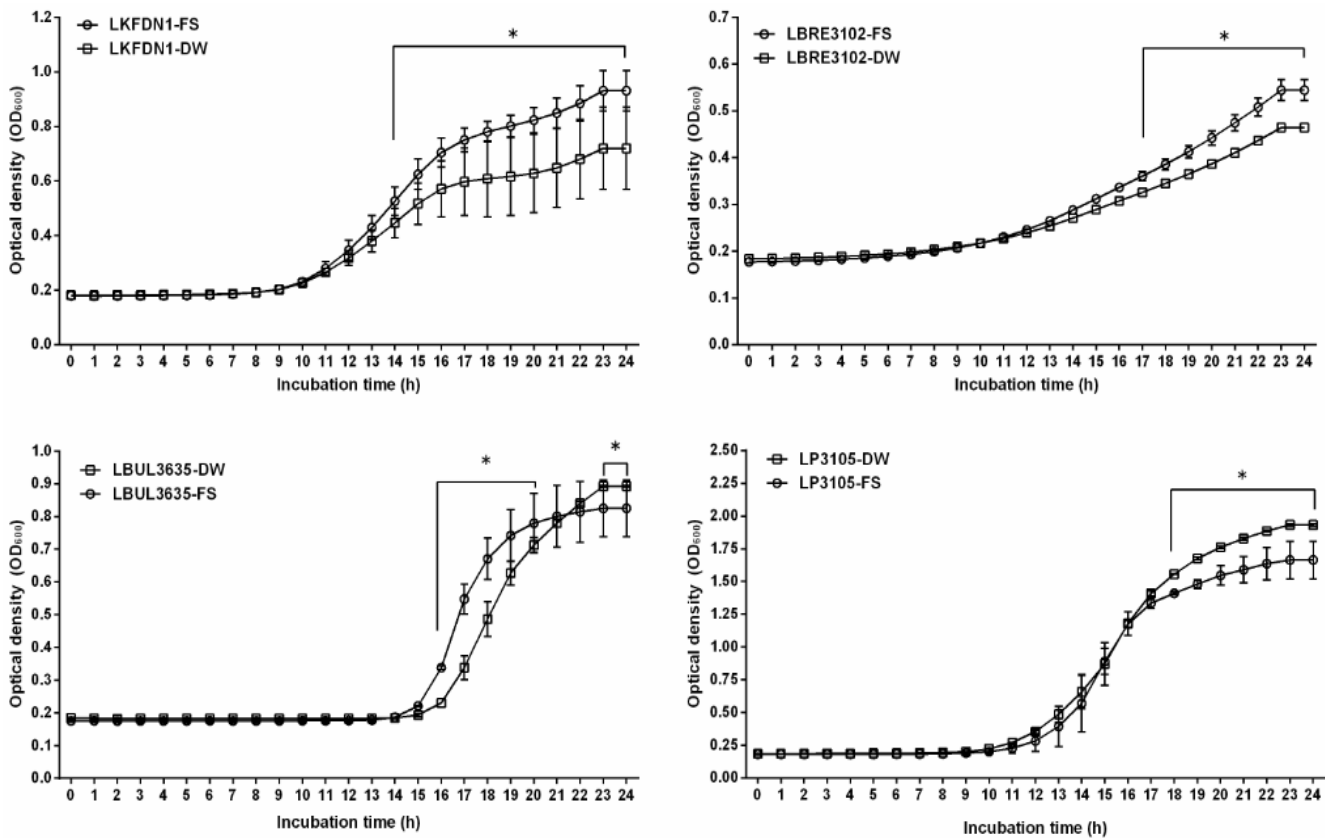 LKFDN1-FS
LKFDN1-DW
*
1.2
1.0
0.8
0.6
0.4
0.2
0.0
Optical density (OD₆₀₀)
0 1 2 3 4 5 6 7 8 9 10 11 12 13 14 15 16 17 18 19 20 21 22 23 24
Incubation time (h)
LBRE3102-FS
LBRE3102-DW
*
0.7
0.6
0.5
0.4
0.3
0.2
0.1
0.0
Optical density (OD₆₀₀)
0 1 2 3 4 5 6 7 8 9 10 11 12 13 14 15 16 17 18 19 20 21 22 23 24
Incubation time (h)
LBUL3635-DW
LBUL3635-FS
*
*
1.0
0.9
0.8
0.7
0.6
0.5
0.4
0.3
0.2
0.1
0.0
Optical density (OD₆₀₀)
0 1 2 3 4 5 6 7 8 9 10 11 12 13 14 15 16 17 18 19 20 21 22 23 24
Incubation time (h)
LP3105-DW
LP3105-FS
*
2.50
2.25
2.00
1.75
1.50
1.25
1.00
0.75
0.50
0.25
0.00
Optical density (OD₆₀₀)
0 1 2 3 4 5 6 7 8 9 10 11 12 13 14 15 16 17 18 19 20 21 22 23 24
Incubation time (h)